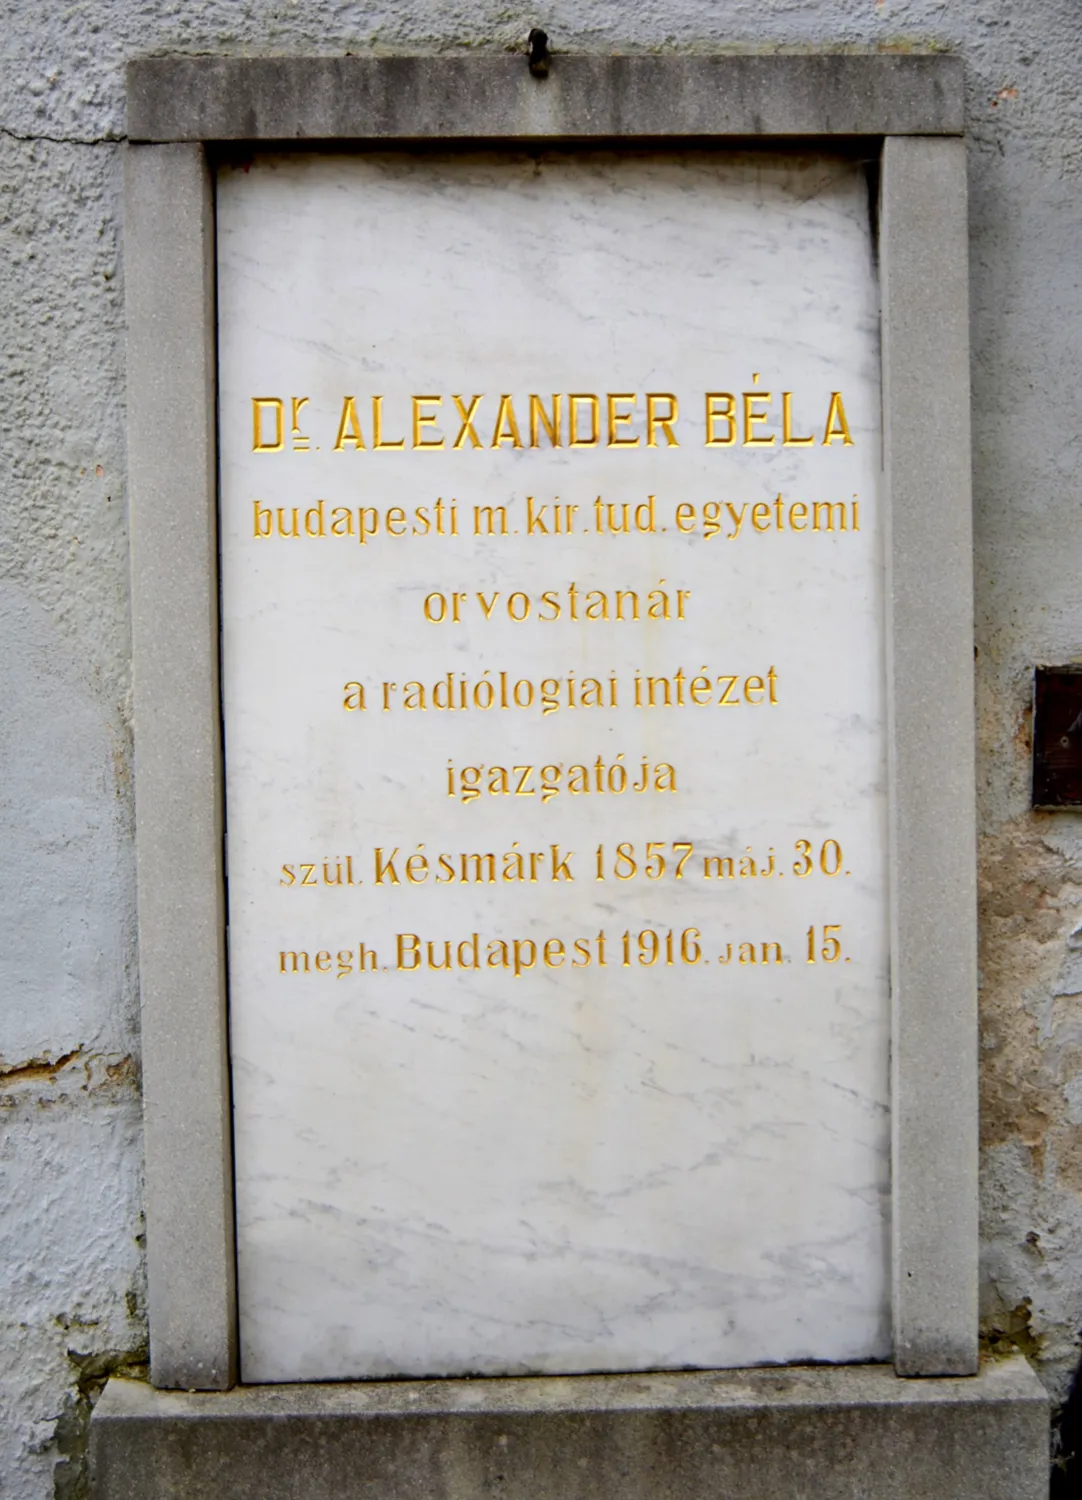 Dr. ALEXANDER BÉLA
budapesti m. kir. tud. egyetemi
orvostanár
a radiólogiai intézet
igazgatója
szül. Késmárk 1857 máj. 30.
megh. Budapest 1916. jan. 15.